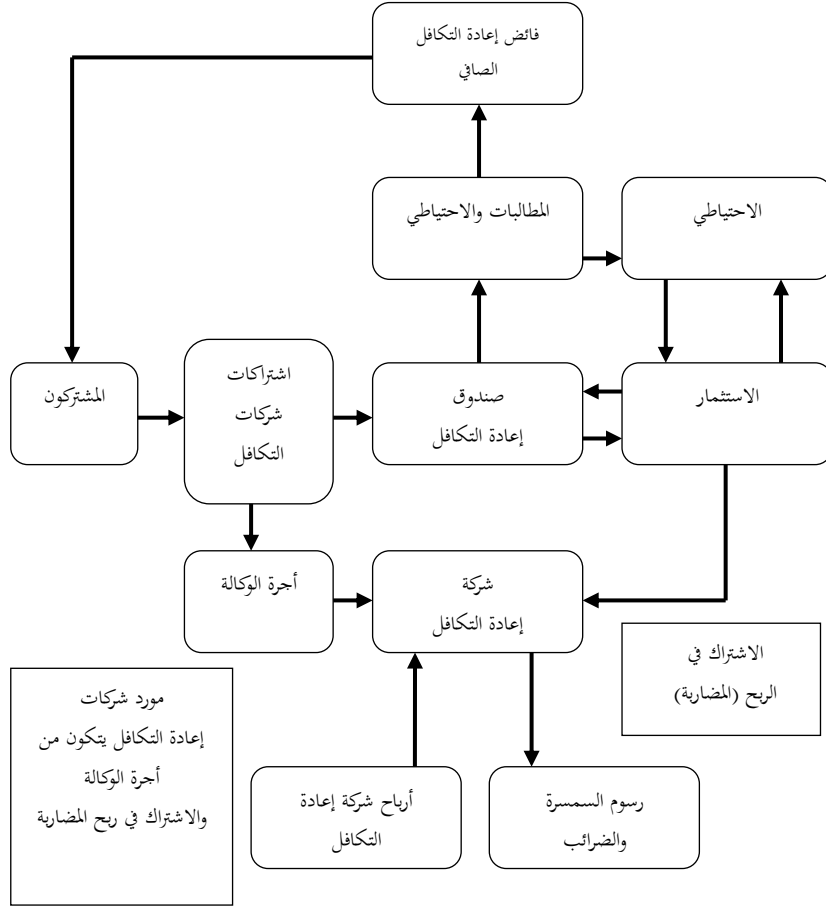 فائض إعادة التكافل
الصافي
المطالبات والاحتياطي
الاحتياطي
المشتركون
اشتراكات
شركات
التكافل
صندوق
إعادة التكافل
الاستثمار
أجرة الوكالة
شركة
إعادة التكافل
الاشتراك في
الربح (المضاربة)
مورد شركات
إعادة التكافل يتكون من
أجرة الوكالة
والاشتراك في ربح المضاربة
أرباح شركة إعادة
التكافل
رسوم السمسرة
والضرائب